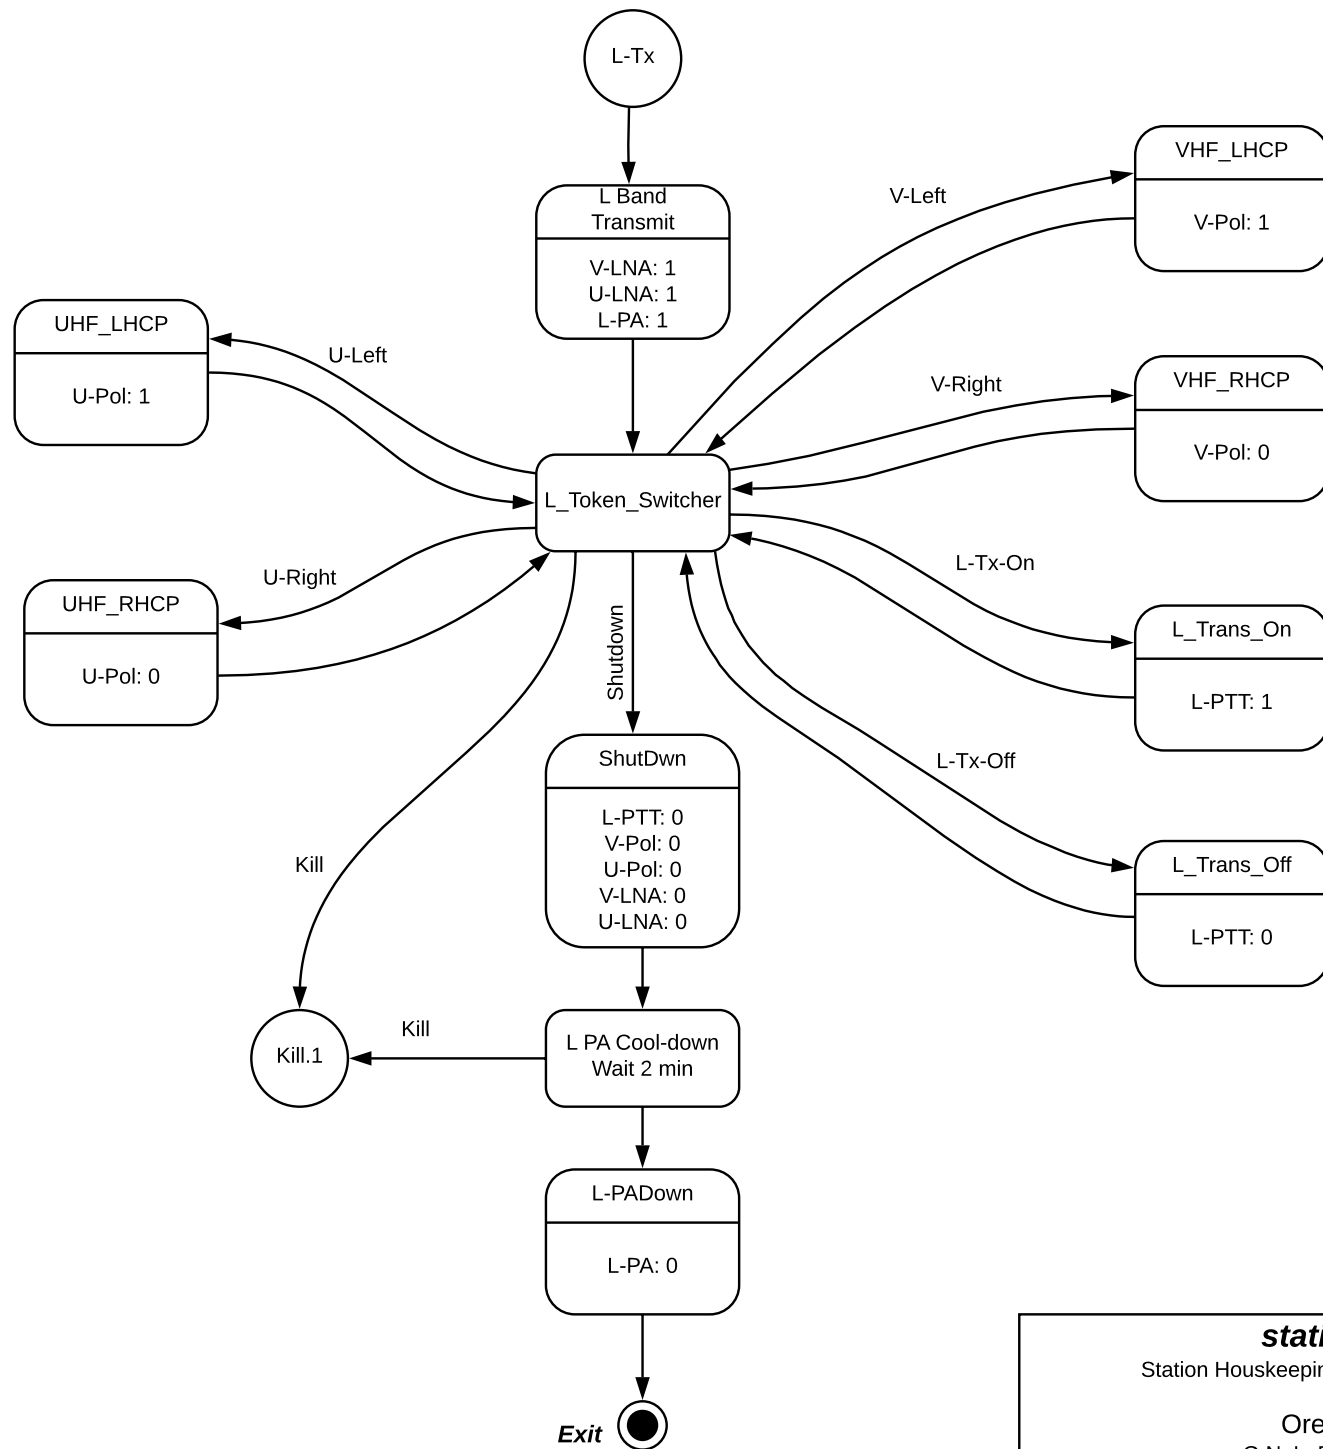 L-Tx
L Band
Transmit
V-LNA: 1
U-LNA: 1
L-PA: 1
VHF_LHCP
V-Pol: 1
V-Left
UHF_LHCP
U-Pol: 1
U-Left
VHF_RHCP
V-Pol: 0
V-Right
L_Token_Switcher
UHF_RHCP
U-Pol: 0
U-Right
L-Tx-On
L_Trans_On
L-PTT: 1
Shutdown
ShutDwn
L-PTT: 0
V-Pol: 0
U-Pol: 0
V-LNA: 0
U-LNA: 0
L-Tx-Off
L_Trans_Off
L-PTT: 0
Kill
Kill.1
Kill
L PA Cool-down
Wait 2 min
L-PADown
L-PA: 0
Exit
Station